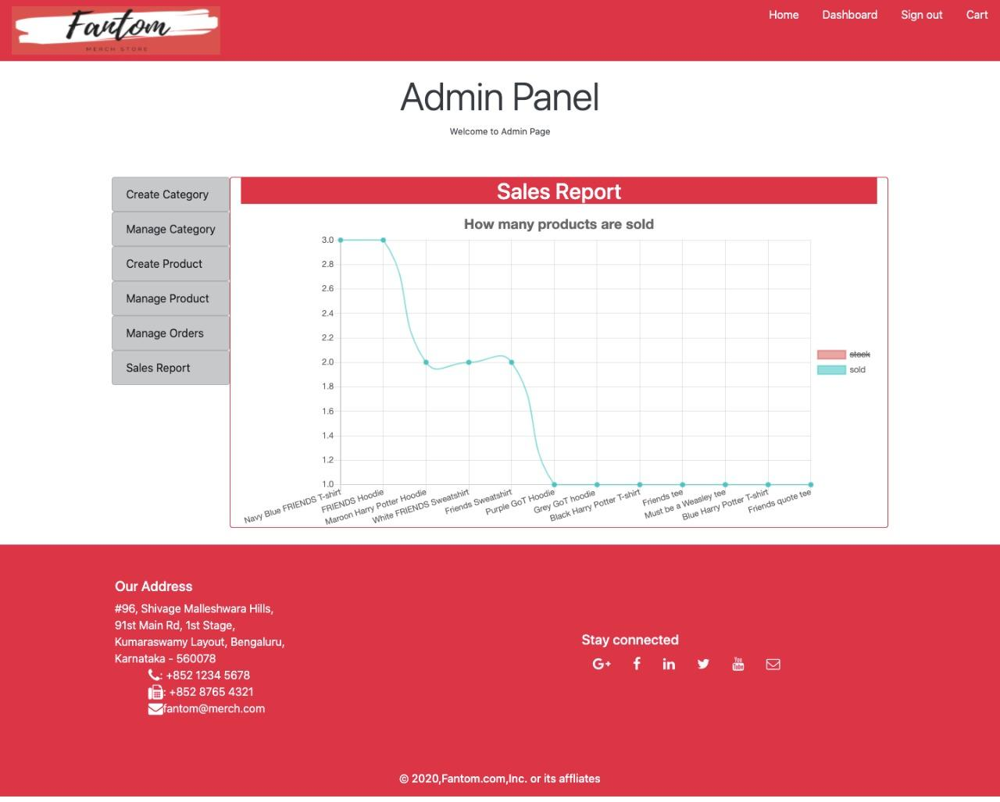 Fantom
MERCH STORE
Home
Dashboard
Sign out
Cart
Admin Panel
Welcome to Admin Page
Create Category
Manage Category
Create Product
Manage Product
Manage Orders
Sales Report
Sales Report
How many products are sold
3.0
2.8
2.6
2.4
2.2
2.0
1.8
1.6
1.4
1.2
1.0
Navy Blue FRIENDS T-shirt
FRIENDS Hoodie
Maroon Harry Potter Hoodie
White FRIENDS Sweatshirt
Friends Sweatshirt
Purple GoT Hoodie
Grey GoT hoodie
Black Harry Potter T-shirt
Friends tee
Must be a Weasley tee
Blue Harry Potter T-shirt
Friends quote tee
stock
sold
Our Address
#96, Shivage Malleshwara Hills,
91st Main Rd, 1st Stage,
Kumaraswamy Layout, Bengaluru,
Karnataka - 560078
: +852 1234 5678
: +852 8765 4321
fantom@merch.com
Stay connected
G+ f in You Tube
© 2020,Fantom.com,Inc. or its affliates